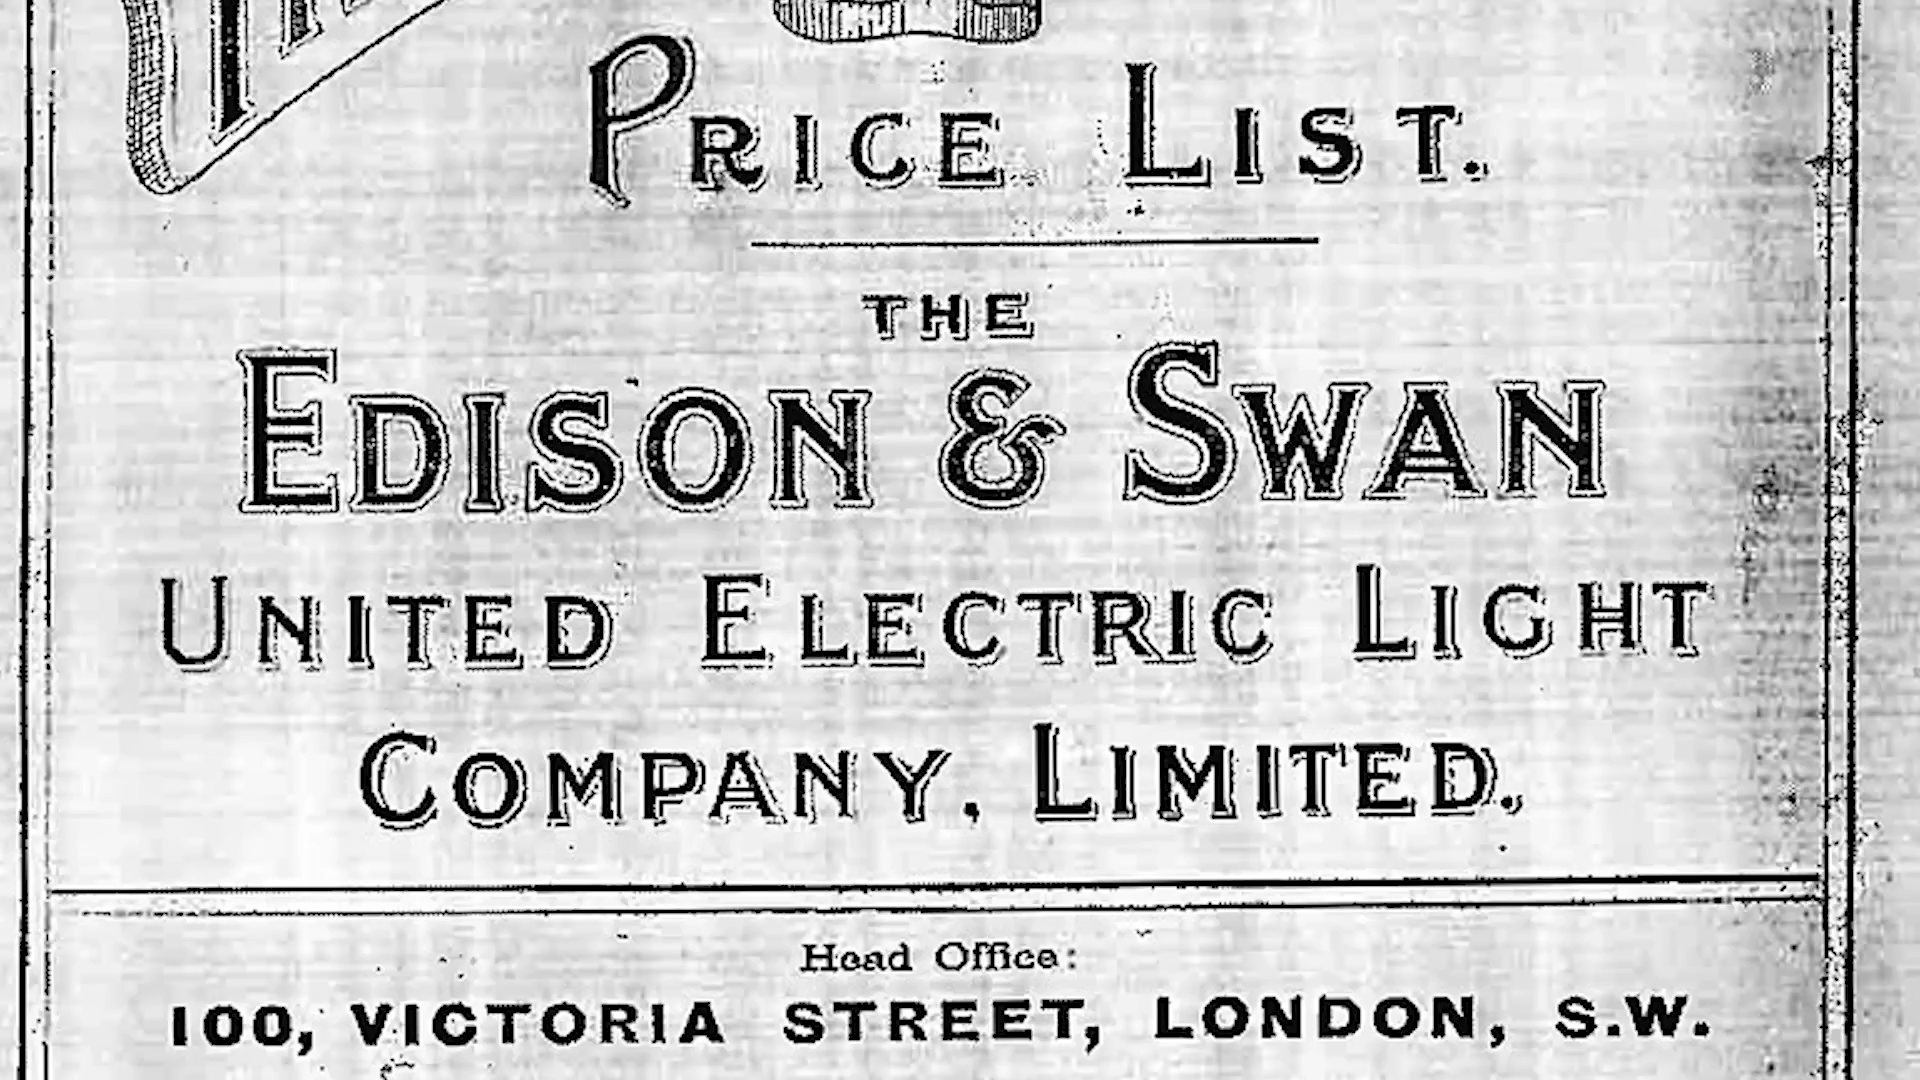 PRICE LIST.
THE
EDISON & SWAN
UNITED ELECTRIC LIGHT
COMPANY, LIMITED.
Head Office:
100, VICTORIA STREET, LONDON, S.W.